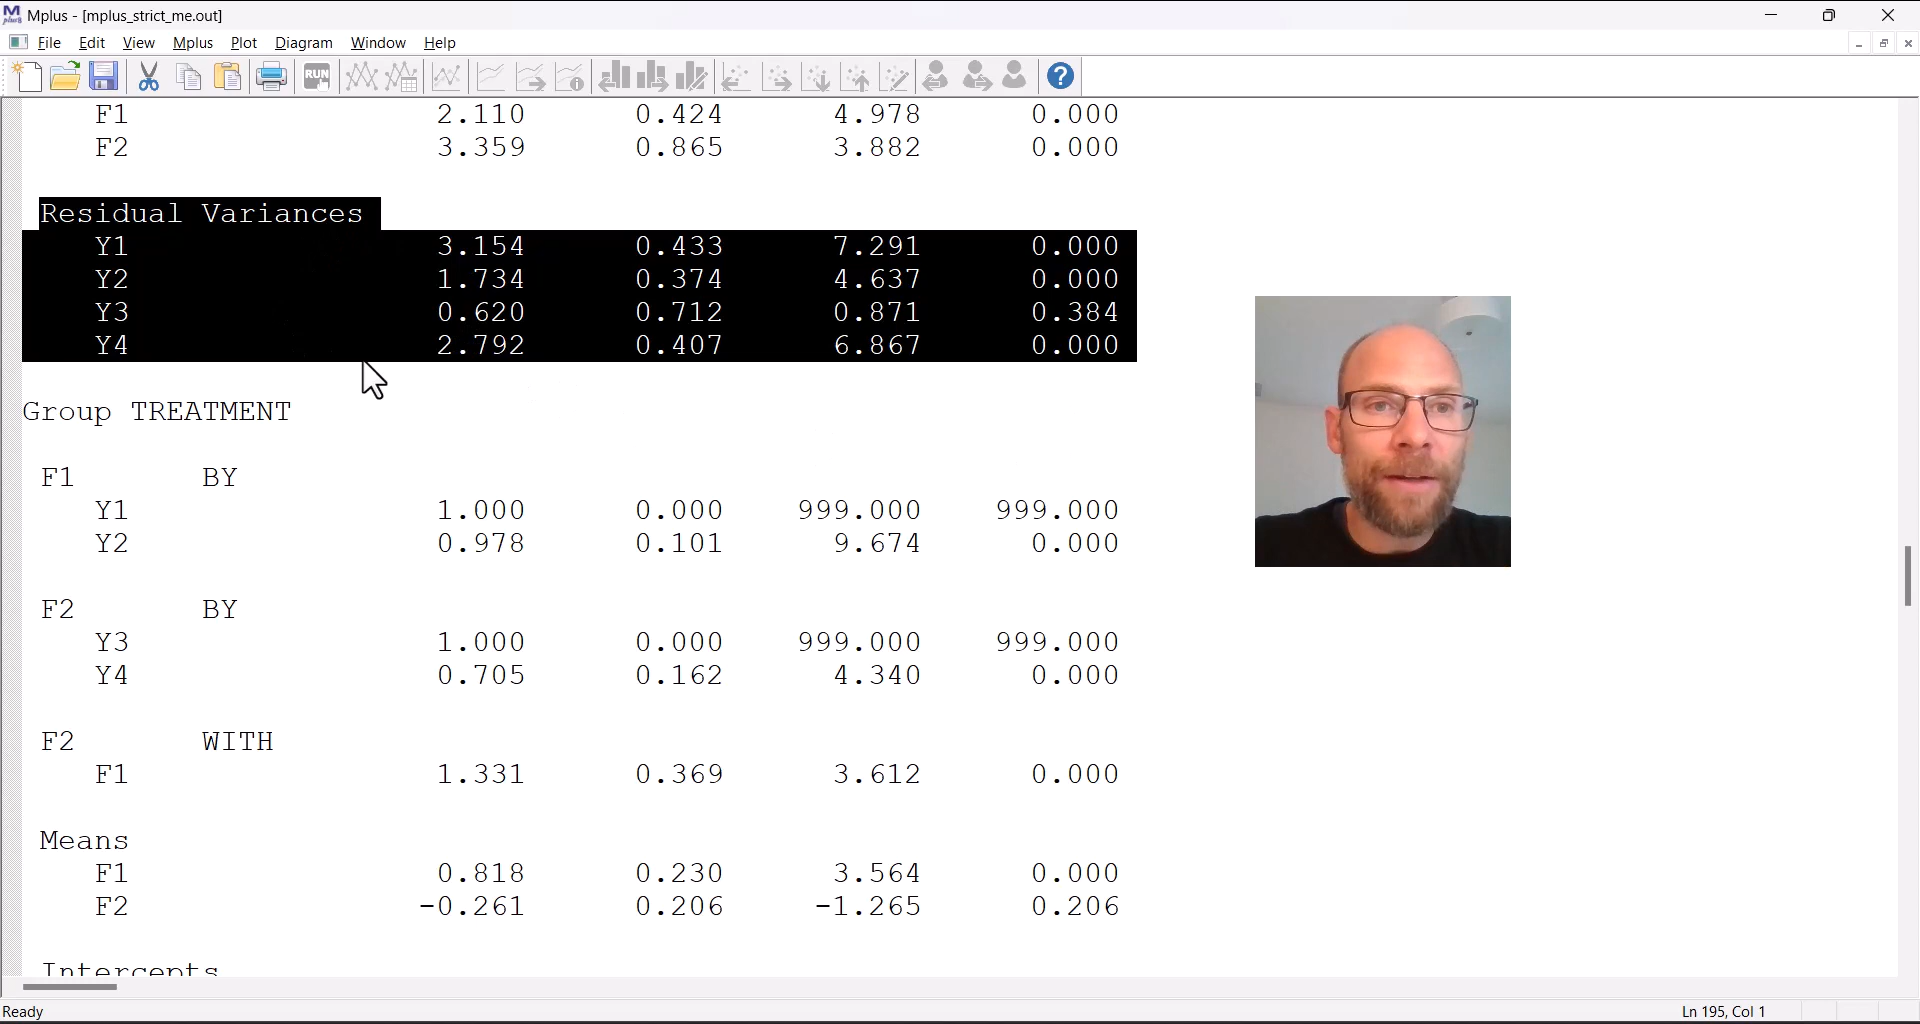 Mplus - [mplus_strict_me.out]
File Edit View Mplus Plot Diagram Window Help
RUN
F1 2.110 0.424 4.978 0.000
F2 3.359 0.865 3.882 0.000
Residual Variances
Y1 3.154 0.433 7.291 0.000
Y2 1.734 0.374 4.637 0.000
Y3 0.620 0.712 0.871 0.384
Y4 2.792 0.407 6.867 0.000
Group TREATMENT
F1 BY
Y1 1.000 0.000 999.000 999.000
Y2 0.978 0.101 9.674 0.000
F2 BY
Y3 1.000 0.000 999.000 999.000
Y4 0.705 0.162 4.340 0.000
F2 WITH
F1 1.331 0.369 3.612 0.000
Means
F1 0.818 0.230 3.564 0.000
F2 -0.261 0.206 -1.265 0.206
Intercepts
Ready Ln 195, Col 1